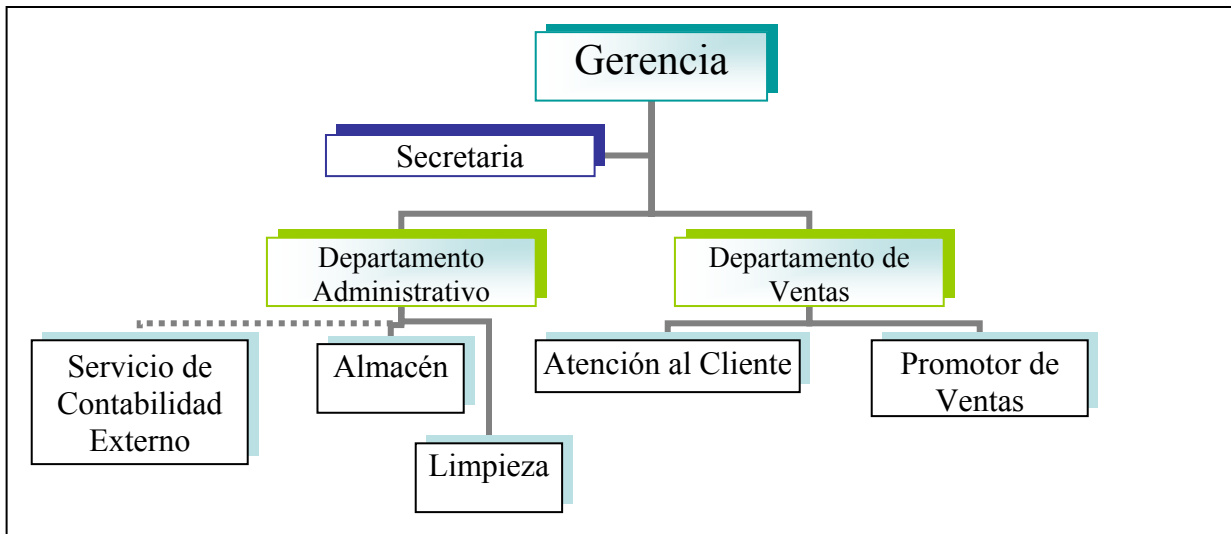 Gerencia
Secretaria
Departamento
Administrativo
Departamento de
Ventas
Servicio de
Contabilidad
Externo
Almacén
Limpieza
Atención al Cliente
Promotor de
Ventas